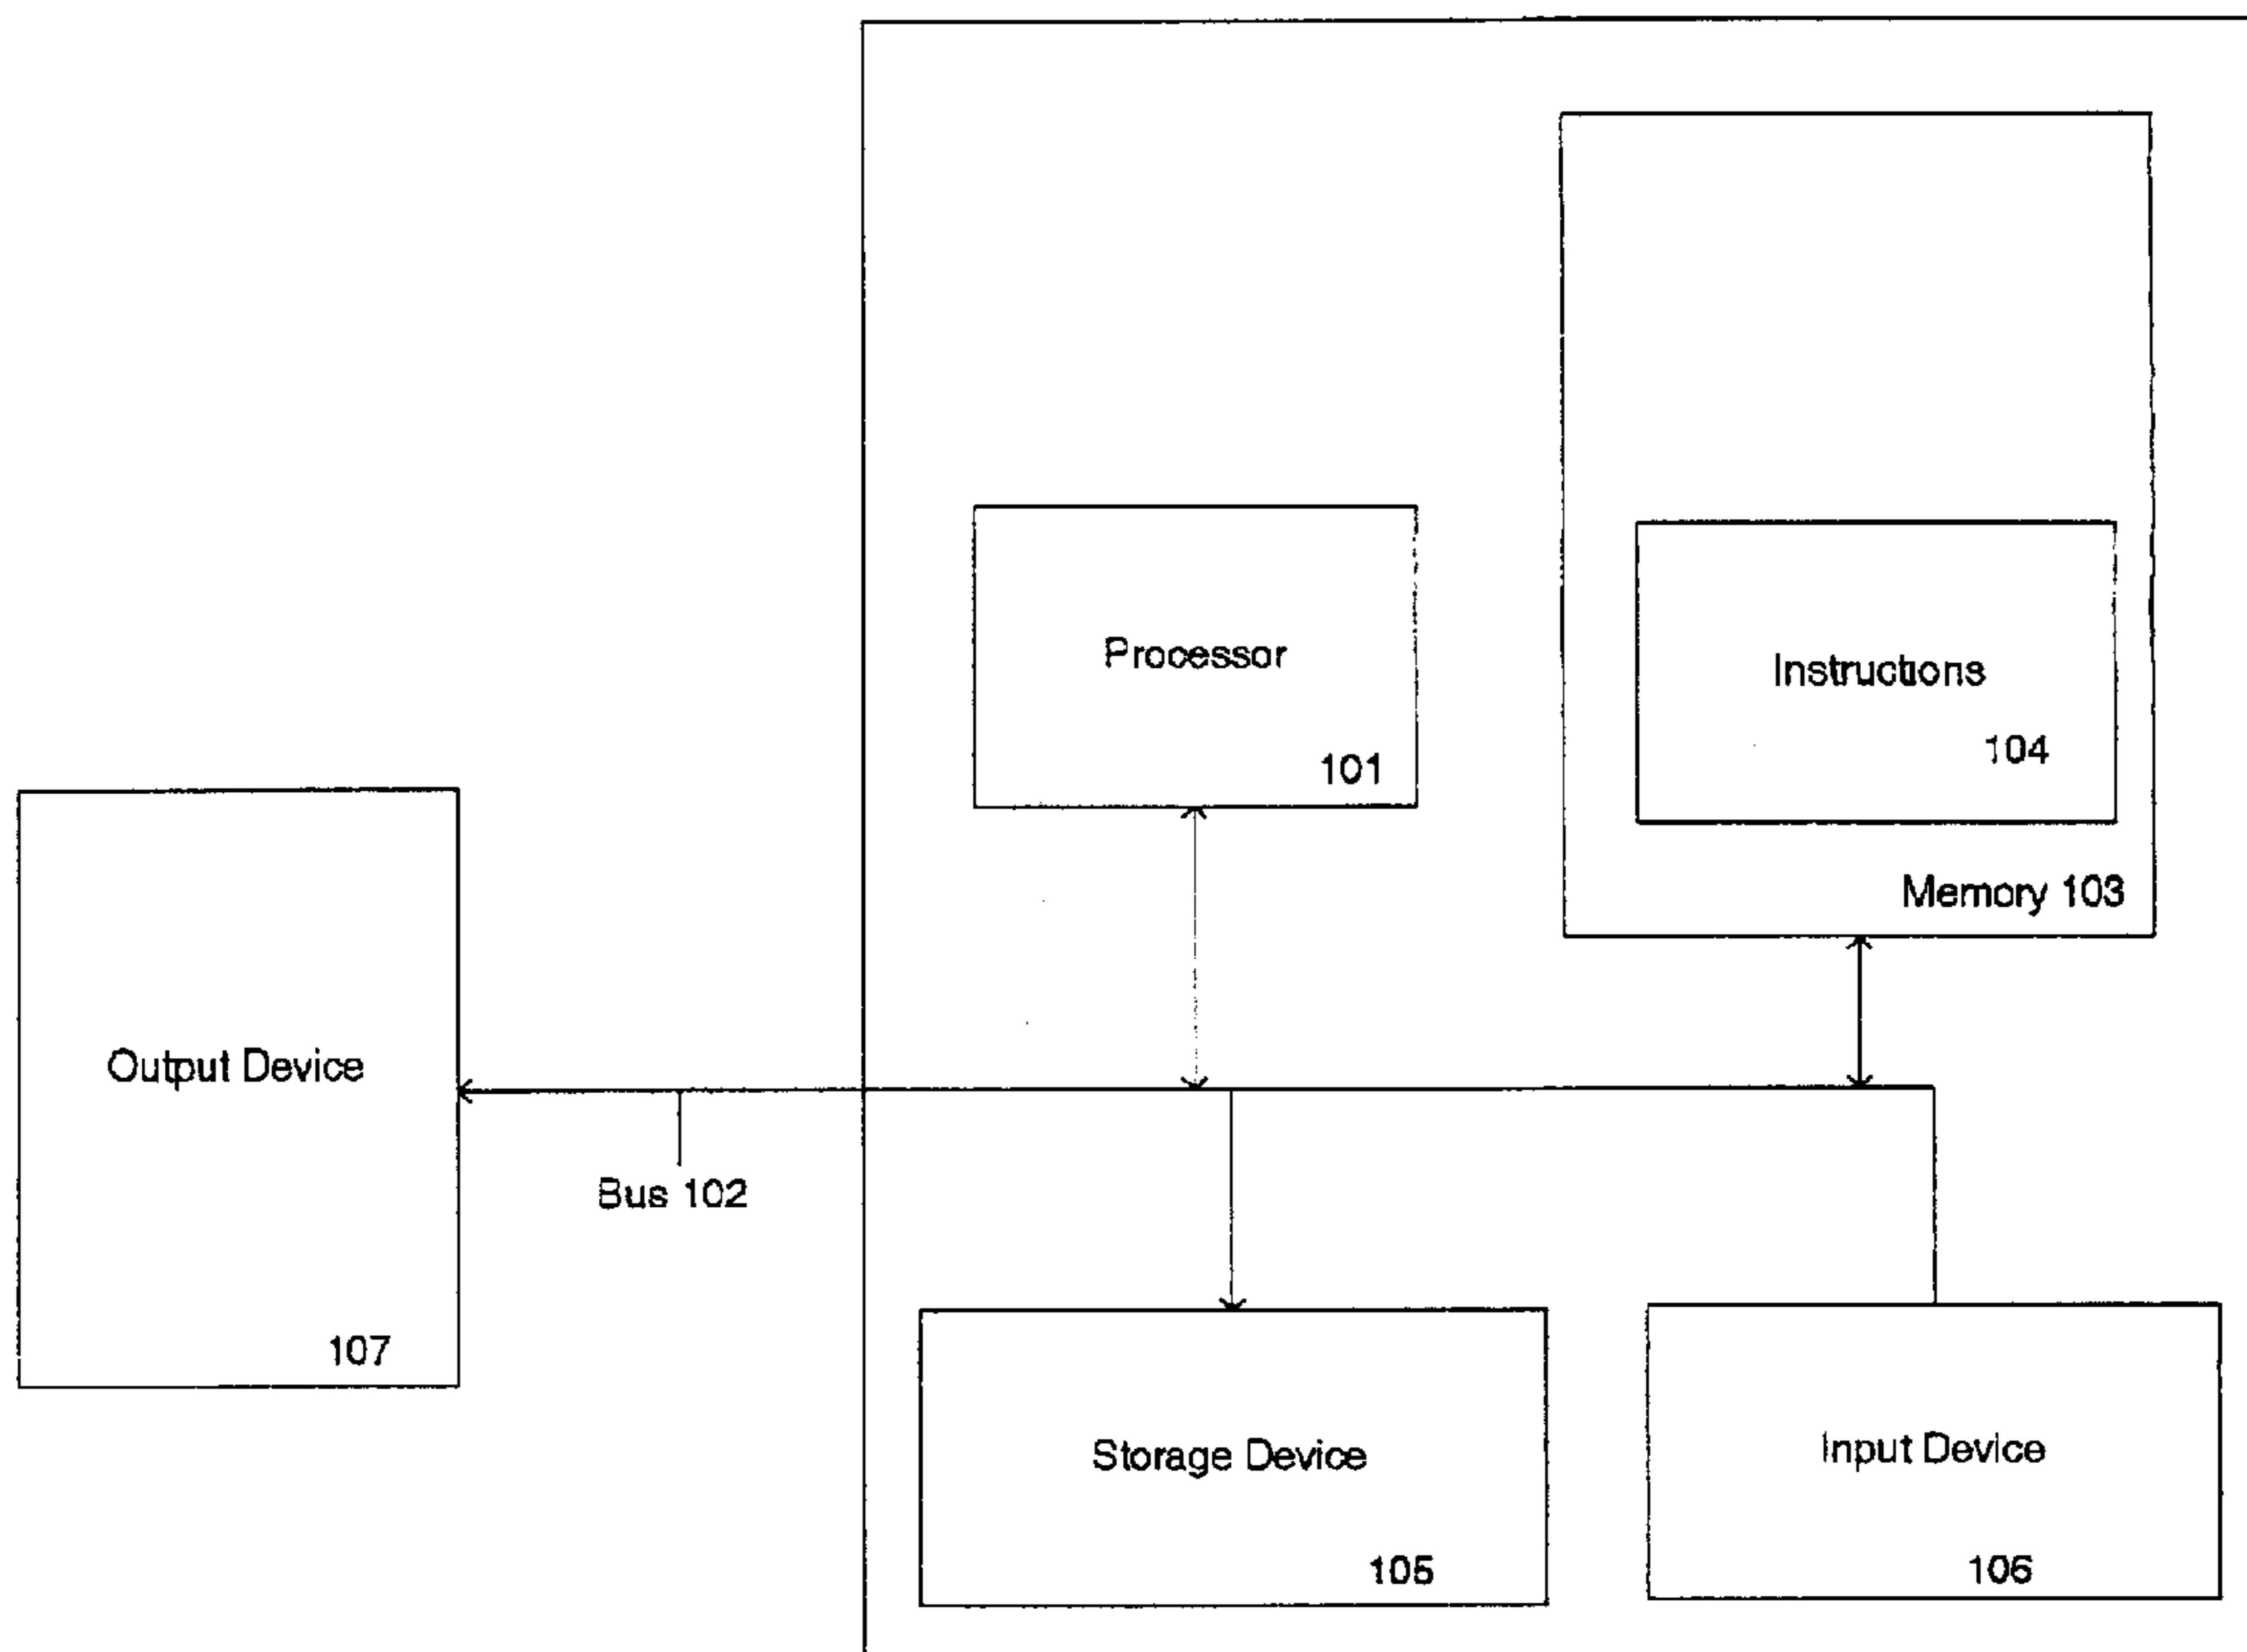 Processor
101
Instructions
104
Memory 103
Output Device
107
Bus 102
Storage Device
105
Input Device
106